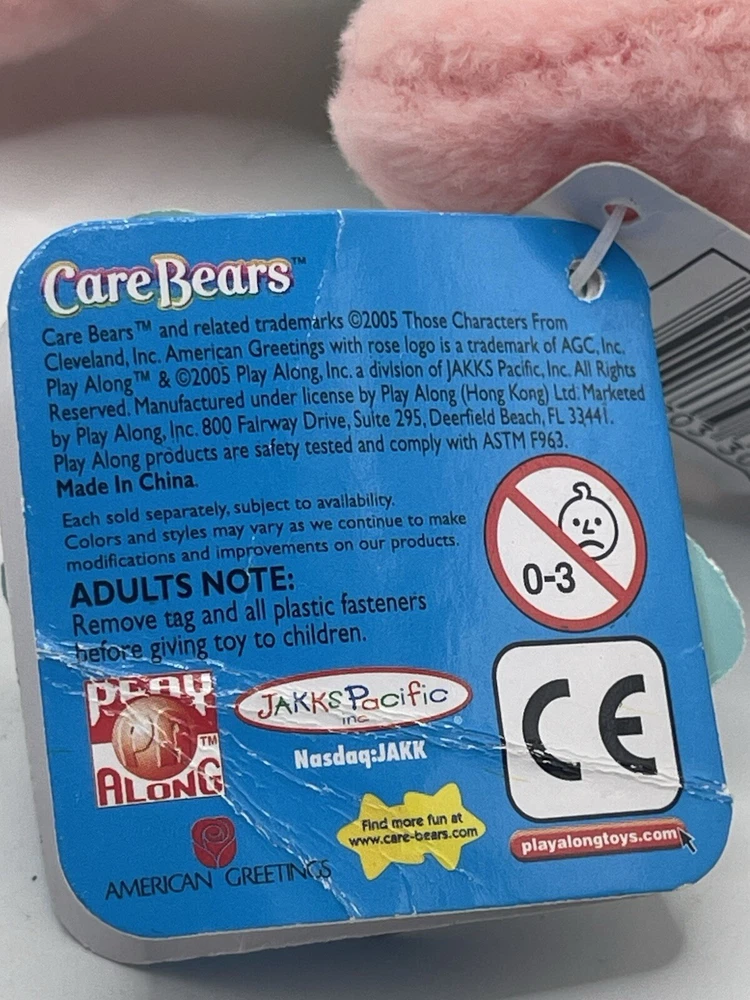 Care Bears™
Care Bears™ and related trademarks ©2005 Those Characters From
Cleveland, Inc. American Greetings with rose logo is a trademark of AGC, Inc.
Play Along™ & ©2005 Play Along, Inc. a division of JAKKS Pacific, Inc. All Rights
Reserved. Manufactured under license by Play Along (Hong Kong) Ltd. Marketed
by Play Along, Inc. 800 Fairway Drive, Suite 295, Deerfield Beach, FL 33441.
Play Along products are safety tested and comply with ASTM F963.
Made In China.
Each sold separately, subject to availability.
Colors and styles may vary as we continue to make
modifications and improvements on our products.
ADULTS NOTE:
Remove tag and all plastic fasteners
before giving toy to children.
0-3
PLAY
PA
ALONG™
JAKKS Pacific
inc
®
Nasdaq:JAKK
CE
AMERICAN GREETINGS
Find more fun at
www.care-bears.com
playalongtoys.com